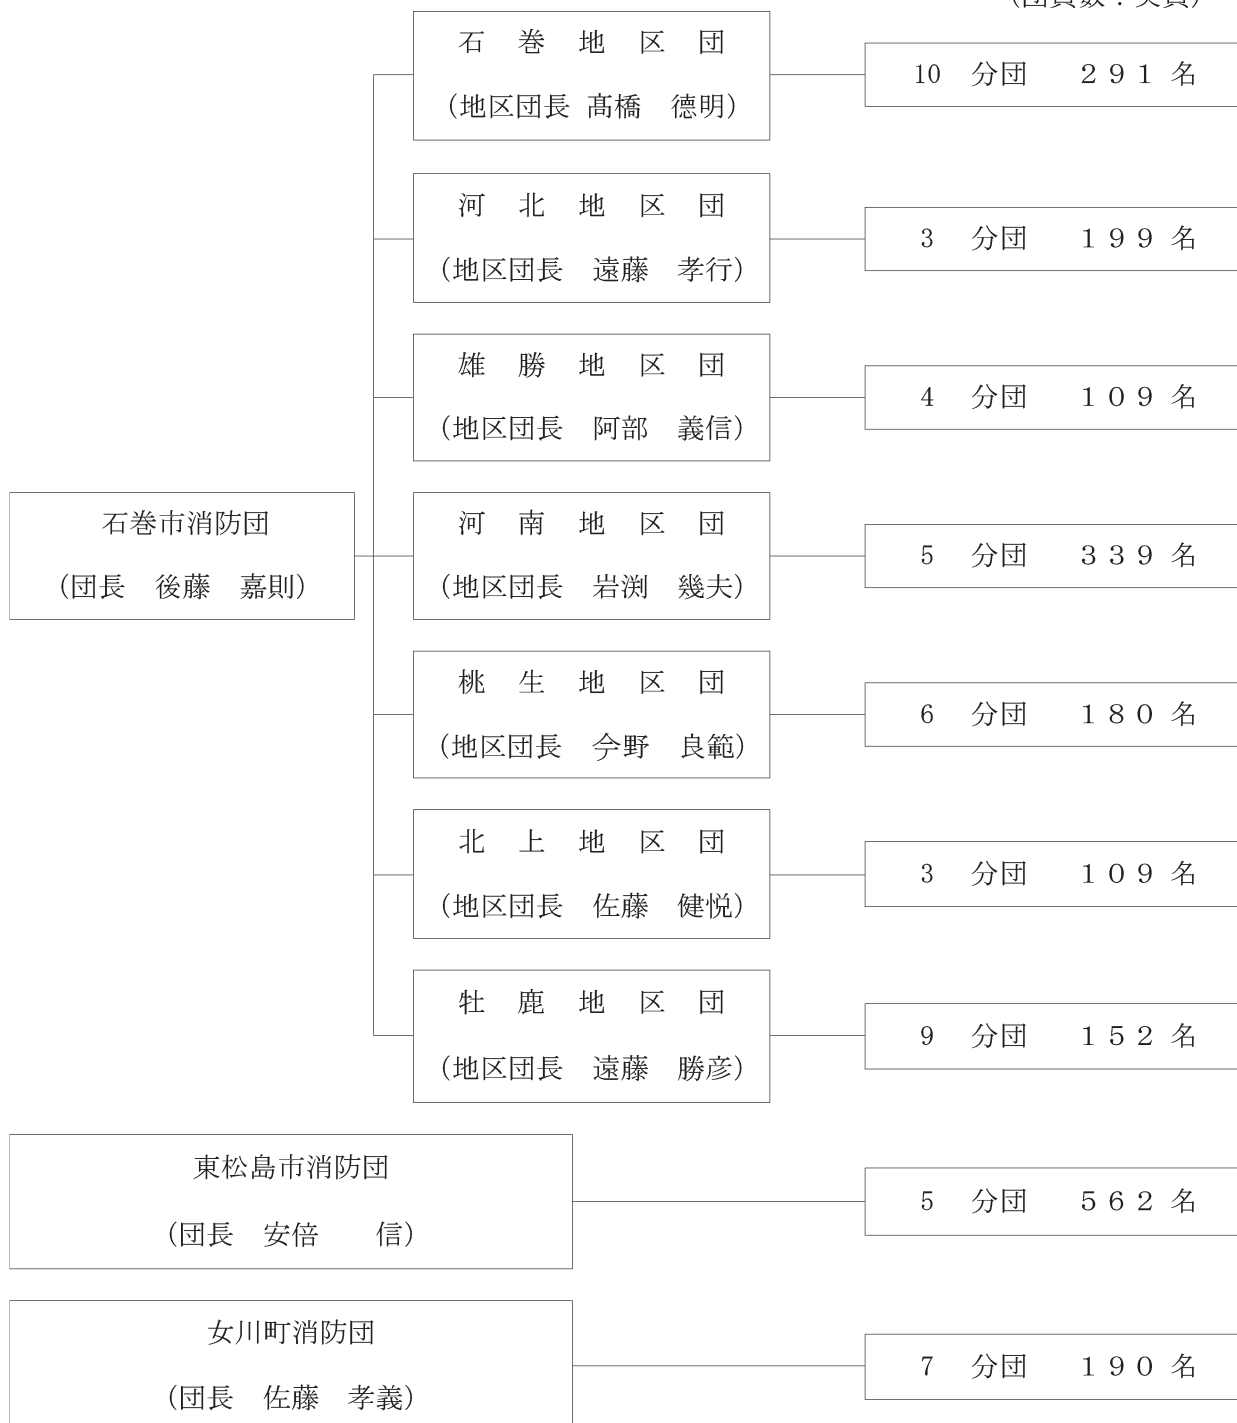 (団員数：実員)
石巻地区団
(地区団長 髙橋 德明)
10 分団 291名
河北地区団
(地区団長 遠藤 孝行)
3 分団 199名
雄勝地区団
(地区団長 阿部 義信)
4 分団 109名
石巻市消防団
(団長 後藤 嘉則)
河南地区団
(地区団長 岩渕 幾夫)
5 分団 339名
桃生地区団
(地区団長 今野 良範)
6 分団 180名
北上地区団
(地区団長 佐藤 健悦)
3 分団 109名
牡鹿地区団
(地区団長 遠藤 勝彦)
9 分団 152名
東松島市消防団
(団長 安倍 信)
5 分団 562名
女川町消防団
(団長 佐藤 孝義)
7 分団 190名